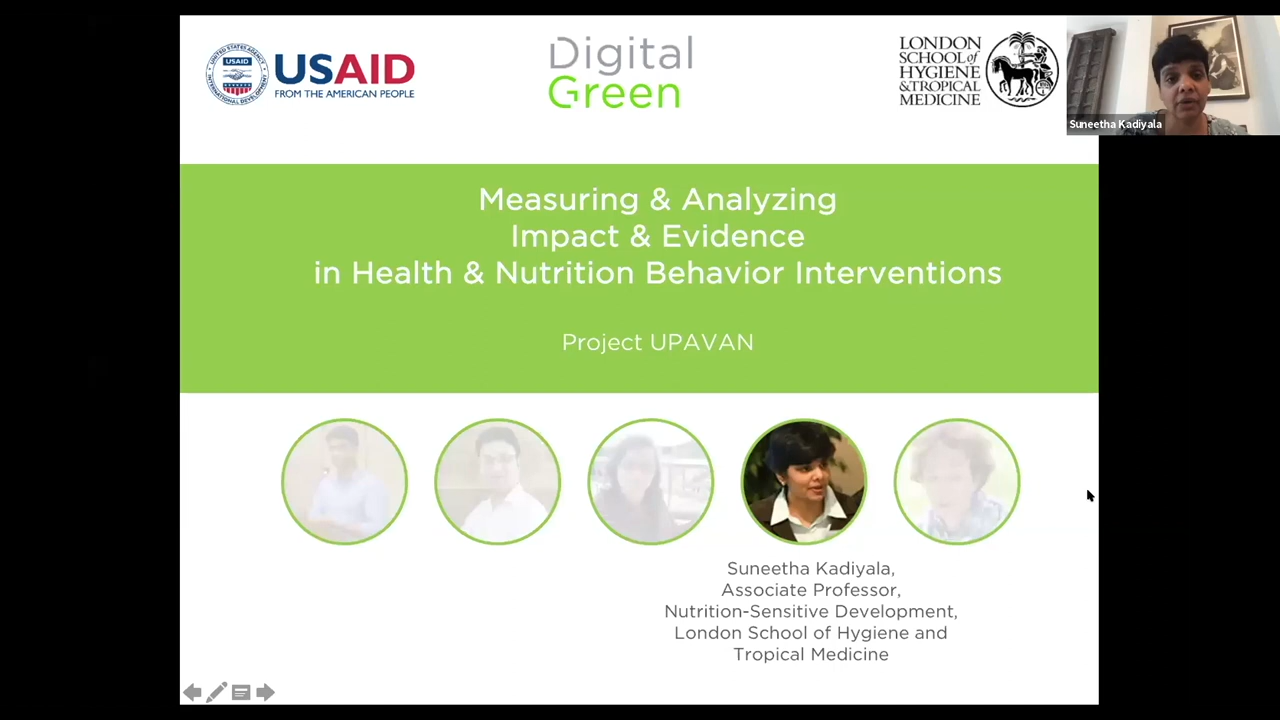 USAID
FROM THE AMERICAN PEOPLE
Digital
Green
LONDON
SCHOOL of
HYGIENE
& TROPICAL
MEDICINE
Suneetha Kadiyala
Measuring & Analyzing
Impact & Evidence
in Health & Nutrition Behavior Interventions
Project UPAVAN
Suneetha Kadiyala,
Associate Professor,
Nutrition-Sensitive Development,
London School of Hygiene and
Tropical Medicine